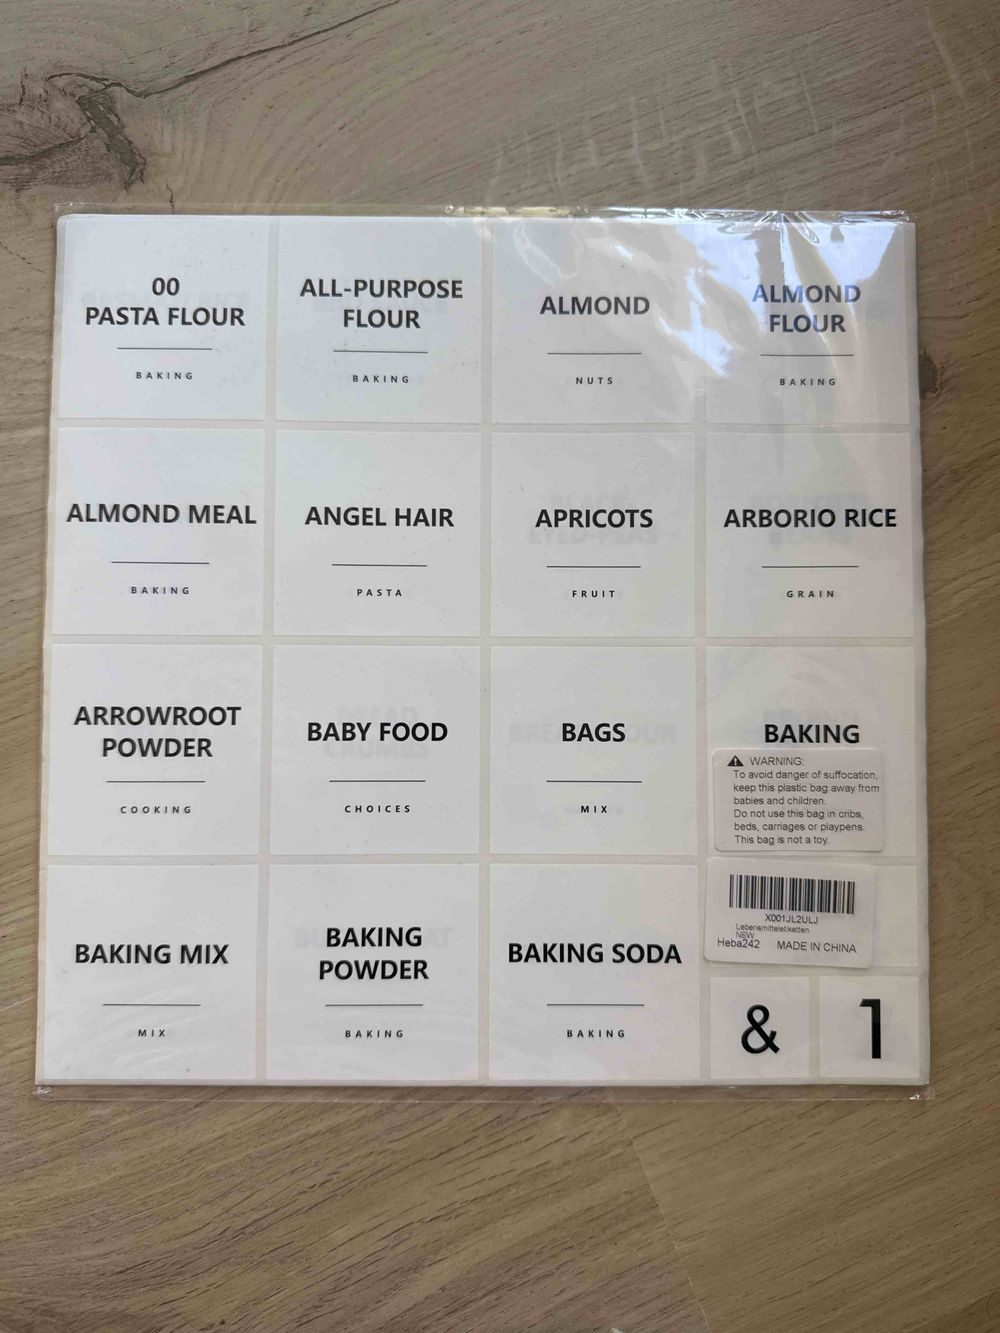 00
PASTA FLOUR
BAKING
ALL-PURPOSE
FLOUR
BAKING
ALMOND
NUTS
ALMOND
FLOUR
BAKING
ALMOND MEAL
BAKING
ANGEL HAIR
PASTA
APRICOTS
FRUIT
ARBORIO RICE
GRAIN
ARROWROOT
POWDER
COOKING
BABY FOOD
CHOICES
BAGS
MIX
BAKING
WARNING:
To avoid danger of suffocation,
keep this plastic bag away from
babies and children.
Do not use this bag in cribs,
beds, carriages or playpens.
This bag is not a toy.
BAKING MIX
MIX
BAKING
POWDER
BAKING
BAKING SODA
BAKING
X001JL2ULJ
Lebensmitteletiketten
NEW
Heba242 MADE IN CHINA
& 1